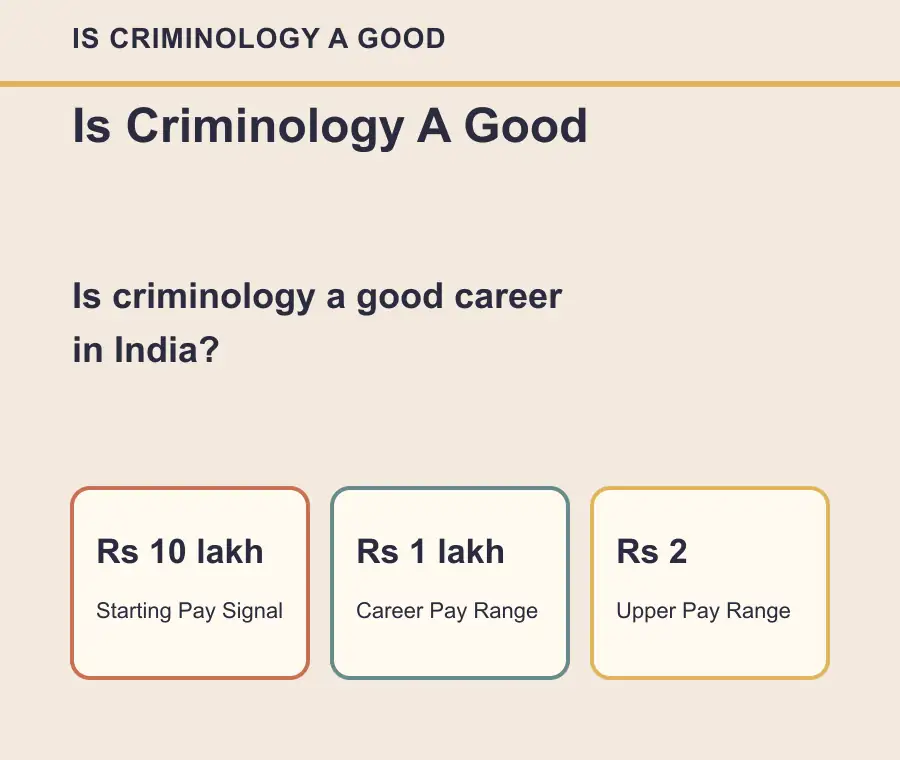 IS CRIMINOLOGY A GOOD
Is Criminology A Good
Is criminology a good career
in India?
Rs 10 lakh
Starting Pay Signal
Rs 1 lakh
Career Pay Range
Rs 2
Upper Pay Range